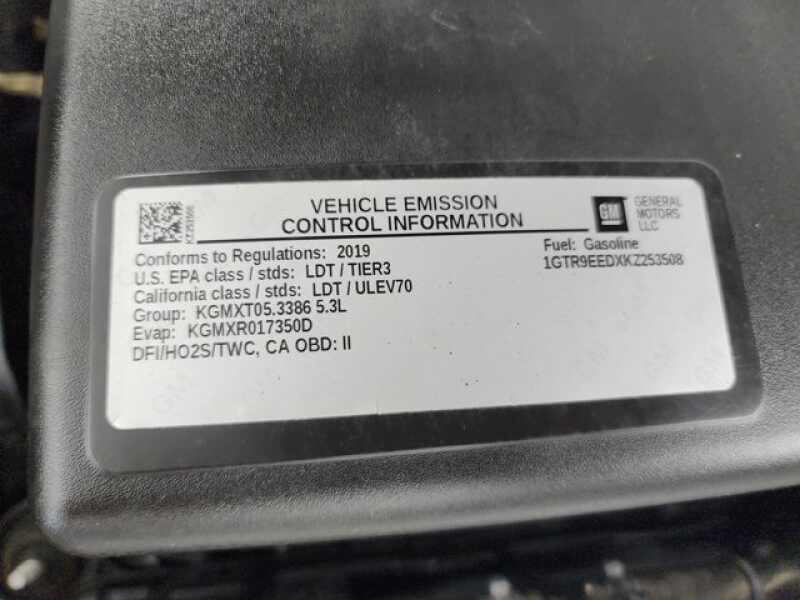 VEHICLE EMISSION
CONTROL INFORMATION
GM
GENERAL
MOTORS
LLC
Conforms to Regulations: 2019
U.S. EPA class / stds: LDT / TIER3
California class / stds: LDT / ULEV70
Group: KGMXT05.3386 5.3L
Evap: KGMXR017350D
DFI/HO2S/TWC, CA OBD: II
Fuel: Gasoline
1GTR9EEDXKZ253508